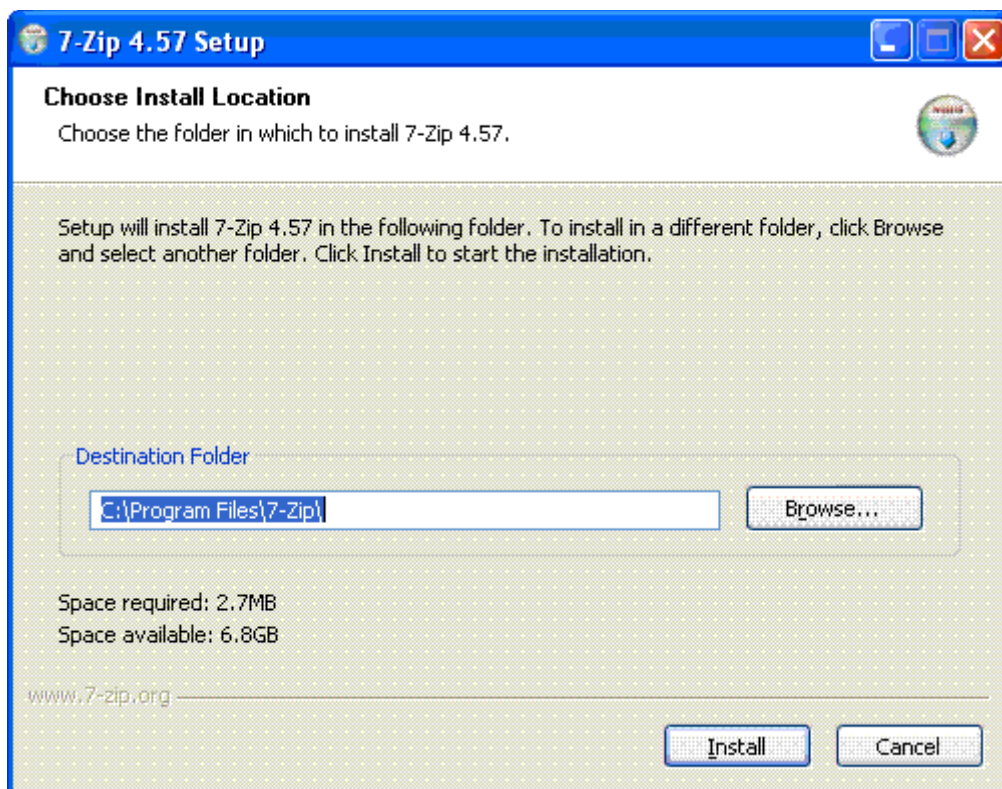 7-Zip 4.57 Setup
Choose Install Location
Choose the folder in which to install 7-Zip 4.57.
Setup will install 7-Zip 4.57 in the following folder. To install in a different folder, click Browse
and select another folder. Click Install to start the installation.
Destination Folder
C:\Program Files\7-Zip\
Browse...
Space required: 2.7MB
Space available: 6.8GB
www.7-zip.org
Install
Cancel